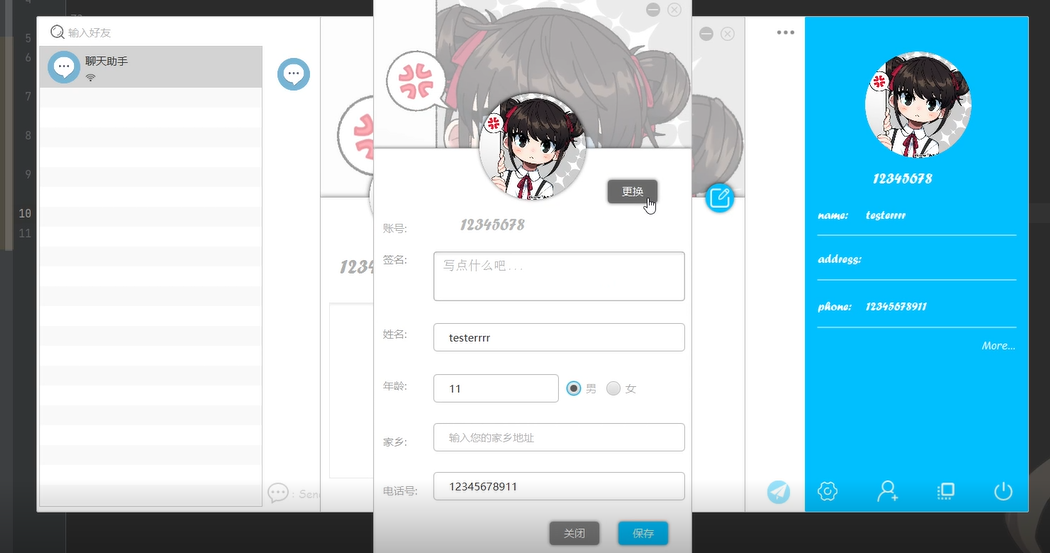 4
5
6
7
8
9
10
11
输入好友
聊天助手
: Send
1234
更换
账号:
12345678
签名:
写点什么吧...
姓名:
testerrrr
年龄:
11
男
女
家乡:
输入您的家乡地址
电话号:
12345678911
关闭
保存
12345678
name: testerrrr
address:
phone: 12345678911
More...